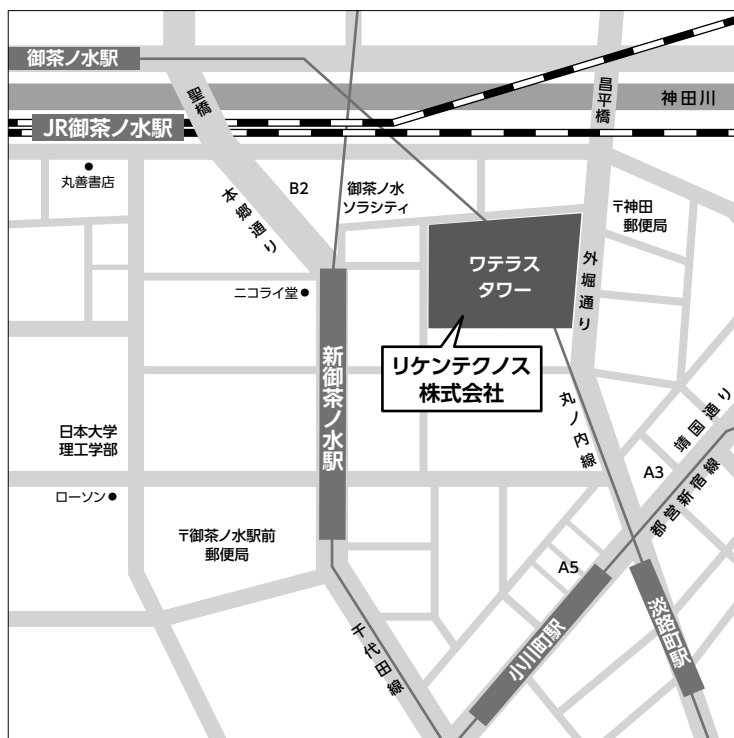 御茶ノ水駅
聖橋
昌平橋
神田川
JR御茶ノ水駅
丸善書店
本郷通り
B2
御茶ノ水
ソラシティ
〒神田
郵便局
ワテラス
タワー
外堀通り
ニコライ堂
リケンテクノス
株式会社
新御茶ノ水駅
丸ノ内線
靖国通り
日本大学
理工学部
A3
都営新宿線
ローソン
〒御茶ノ水駅前
郵便局
A5
淡路町駅
小川町駅
千代田線